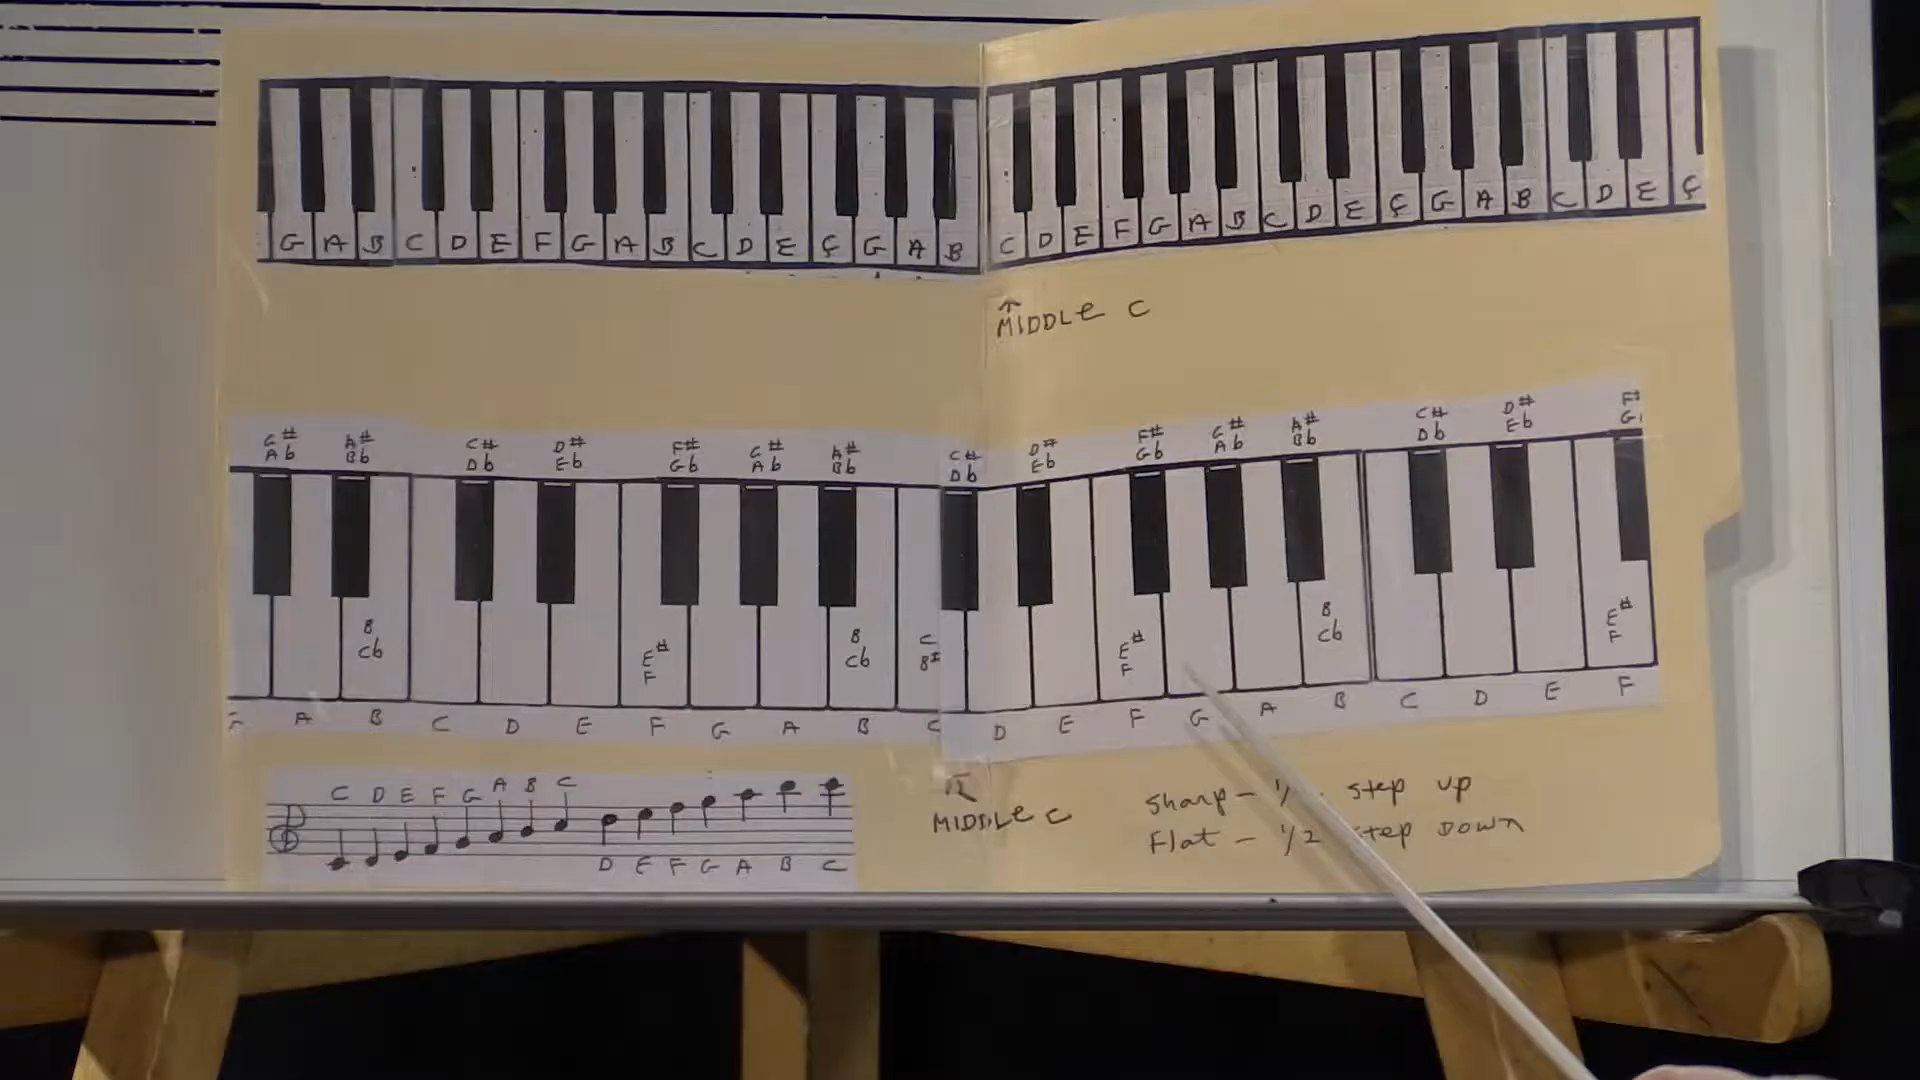 G A B C D E F G A B C D E F G A B C D E F G A B C D E F G A B C D E F
MIDDLE C
G# A# C# D# F# G# A# C# D# F# G# A# C# D# F#
Ab Bb Db Eb Gb Ab Bb Db Eb Gb Ab Bb Db Eb G
B E# B C E# B E#
Cb F Cb B# F Cb F
A B C D E F G A B C D E F G A B C D E F
C D E F G A B C
D E F G A B C
MIDDLE C
Sharp - 1/ step up
Flat - 1/2 step DOWN